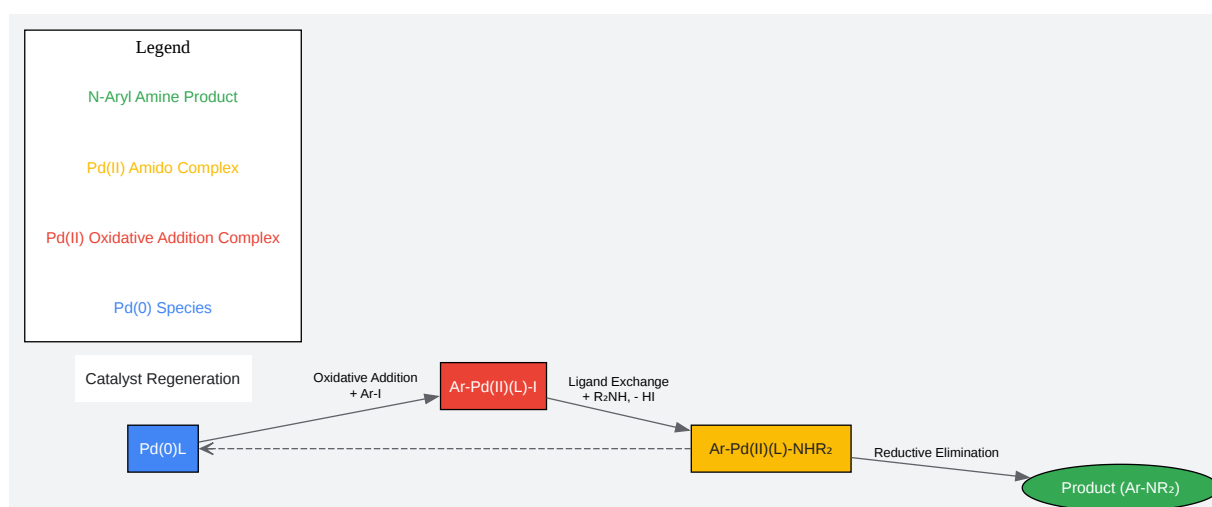 Legend
N-Aryl Amine Product
Pd(II) Amido Complex
Pd(II) Oxidative Addition Complex
Pd(0) Species
Catalyst Regeneration
Oxidative Addition
+ Ar-I
Ar-Pd(II)(L)-I
Ligand Exchange
+ R₂NH, - HI
Pd(0)L
Ar-Pd(II)(L)-NHR₂
Reductive Elimination
Product (Ar-NR₂)